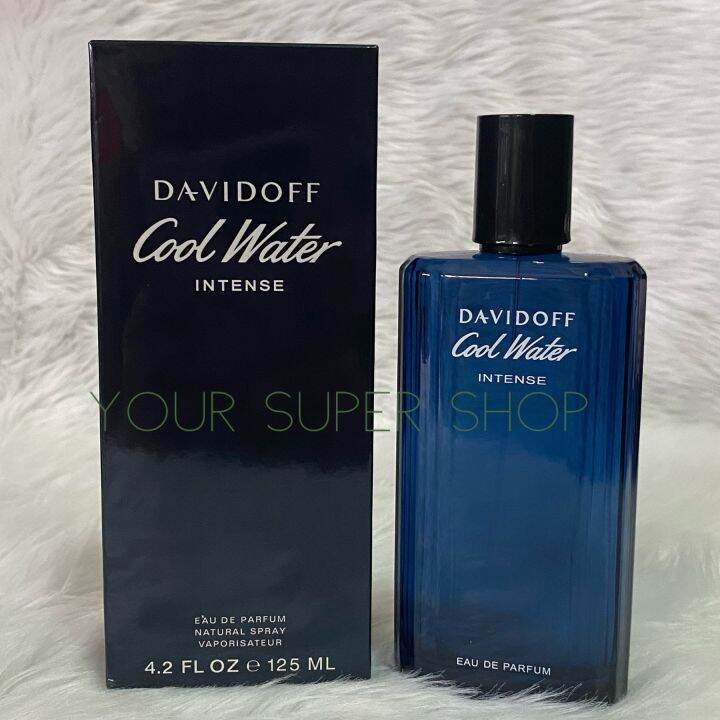 DAVIDOFF
Cool Water
INTENSE
EAU DE PARFUM
NATURAL SPRAY
VAPORISATEUR
4.2 FL OZ e 125 ML
DAVIDOFF
Cool Water
INTENSE
EAU DE PARFUM
YOUR SUPER SHOP